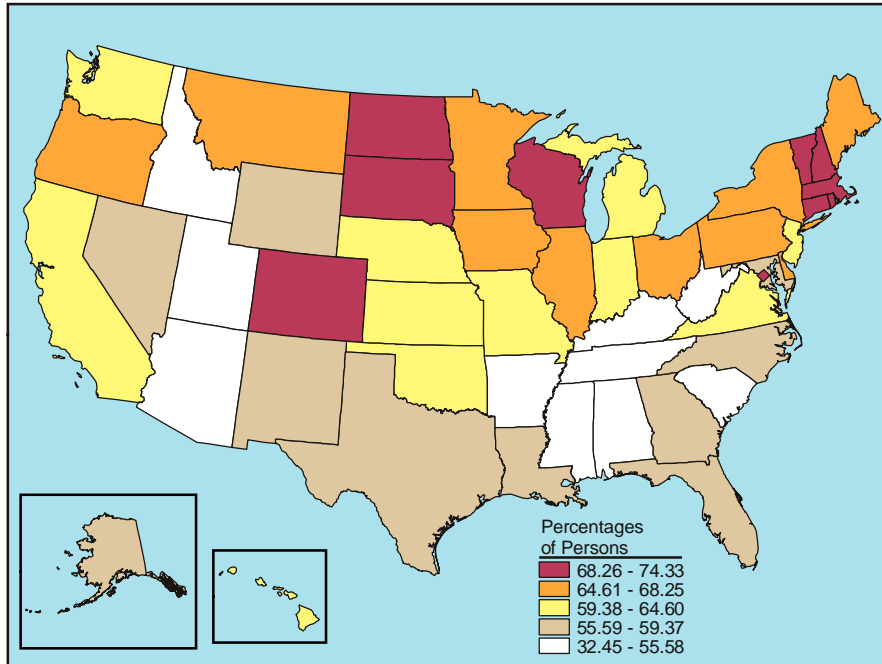 Percentages
of Persons
68.26 - 74.33
64.61 - 68.25
59.38 - 64.60
55.59 - 59.37
32.45 - 55.58